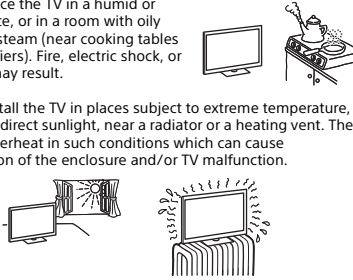 ce the TV in a humid or
te, or in a room with oily
steam (near cooking tables
fiers). Fire, electric shock, or
may result.
tall the TV in places subject to extreme temperature,
direct sunlight, near a radiator or a heating vent. The
erheat in such conditions which can cause
on of the enclosure and/or TV malfunction.